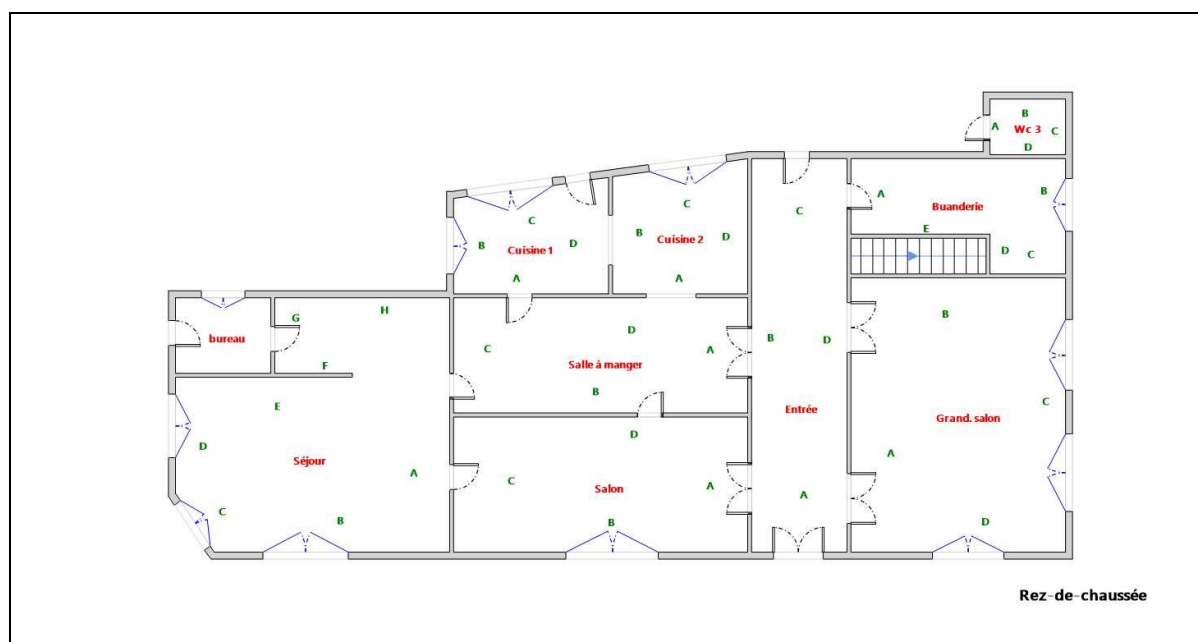 B
A
C
Wc 3
D
C
A
B
Buanderie
C
C
B
Cuisine 1
D
B
Cuisine 2
D
C
E
D
C
A
A
G
H
bureau
F
D
C
Salle à manger
A
B
B
D
B
E
Entrée
C
Grand. salon
D
Séjour
A
D
C
Salon
A
A
C
B
B
A
D
Rez-de-chaussée